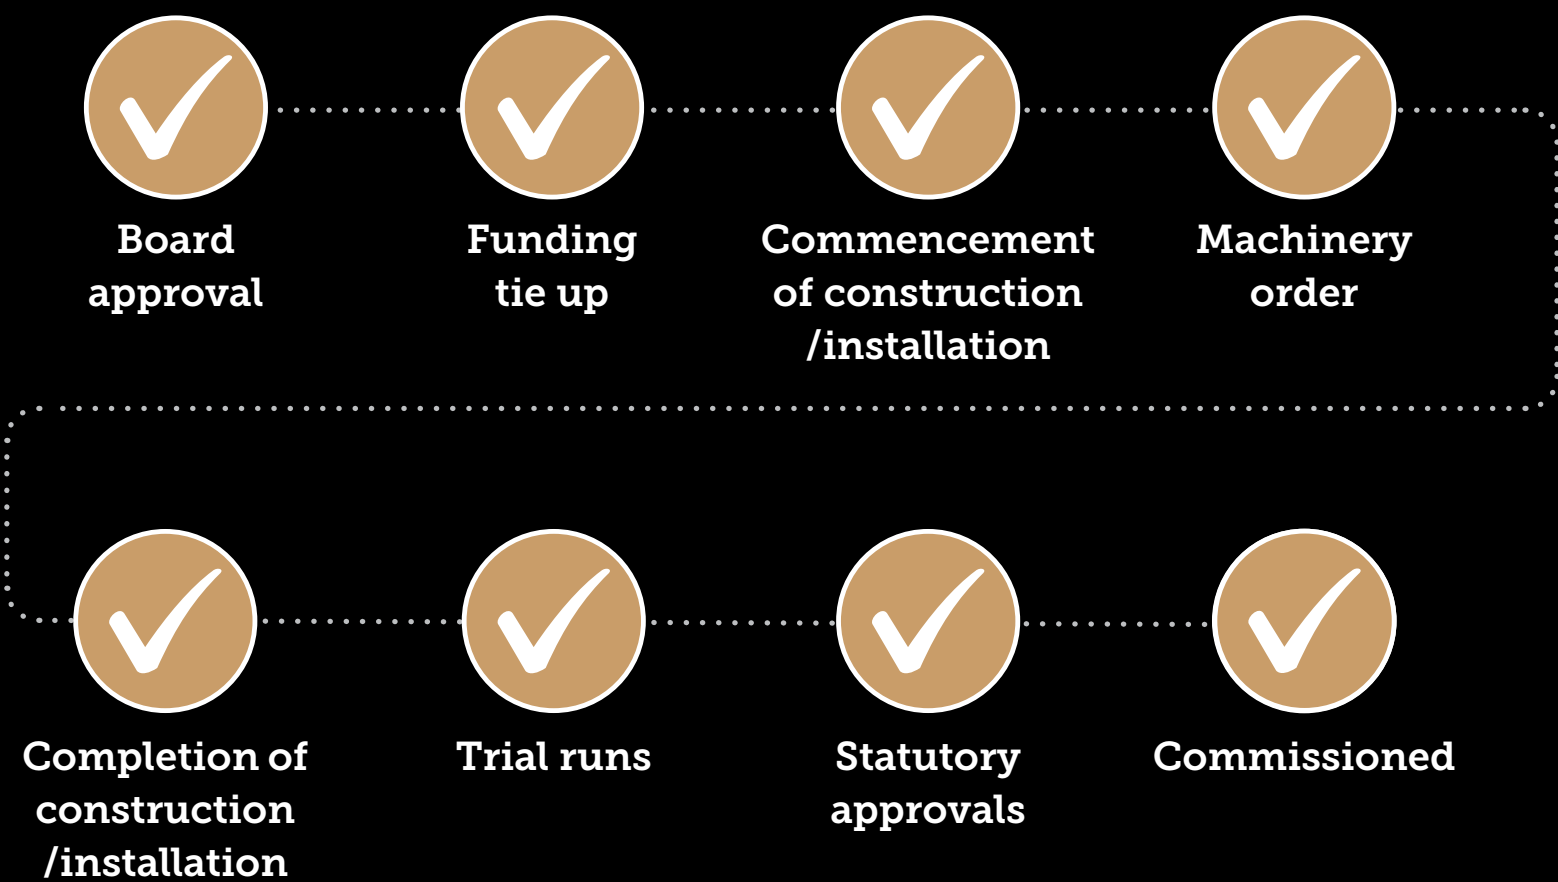 Board
approval
Funding
tie up
Commencement
of construction
/installation
Machinery
order
Completion of
construction
/installation
Trial runs
Statutory
approvals
Commissioned